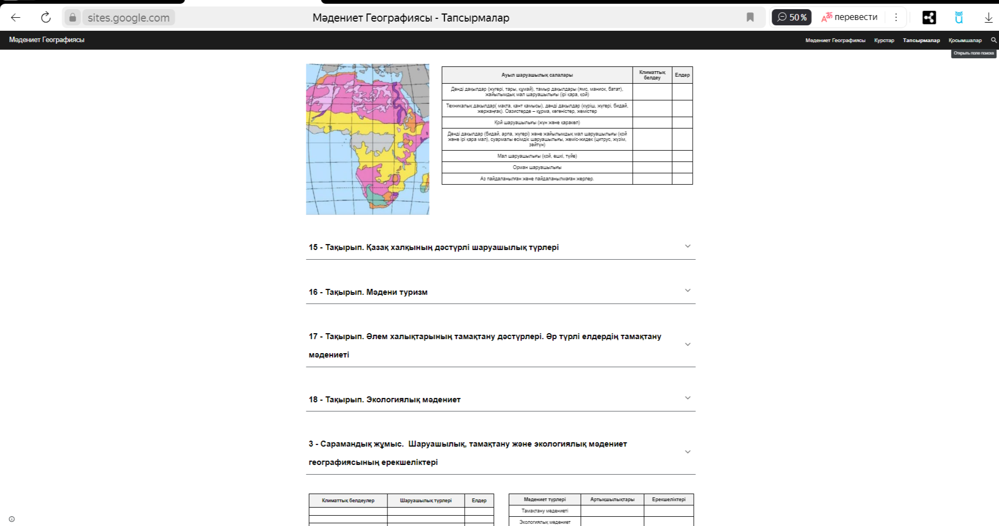 sites.google.com
Мәдениет Географиясы - Тапсырмалар
50 %
перевести
Мәдениет Географиясы
Мәдениет Географиясы Курстар Тапсырмалар Қосымшалар
Открыть поле поиска
Ауыл шаруашылық салалары
Климаттық
белдеу
Елдер
Дәнді дақылдар (жүгері, тары, құмай), тамыр дақылдары (ямс, маниок, батат),
жайылымдық мал шаруашылығы (ірі қара, қой)
Техникалық дақылдар( мақта, қант қамысы), дәнді дақылдар (күріш, жүгері, бидай,
жержаңғақ). Оазистерде – құрма, көгөністер, жемістер
Қой шаруашылығы (жүн және қаракөл)
Дәнді дақылдар (бидай, арпа, жүгері) және жайылымдық мал шаруашылығы (қой
және ірі қара мал), суармалы өсімдік шаруашылығы, жеміс-жидек (цитрус, жүзім,
зәйтүн)
Мал шаруашылығы (қой, ешкі, түйе)
Орман шаруашылығы
Аз пайдаланылған және пайдаланылмаған жерлер.
15 - Тақырып. Қазақ халқының дәстүрлі шаруашылық түрлері
16 - Тақырып. Мәдени туризм
17 - Тақырып. Әлем халықтарының тамақтану дәстүрлері. Әр түрлі елдердің тамақтану
мәдениеті
18 - Тақырып. Экологиялық мәдениет
3 - Сарамандық жұмыс. Шаруашылық, тамақтану және экологиялық мәдениет
географиясының ерекшеліктері
Климаттық белдеулер Шаруашылық түрлері Елдер
Мәдениет түрлері Артықшылықтары Ерекшеліктері
Тамақтану мәдениеті
Экологиялық мәдениет